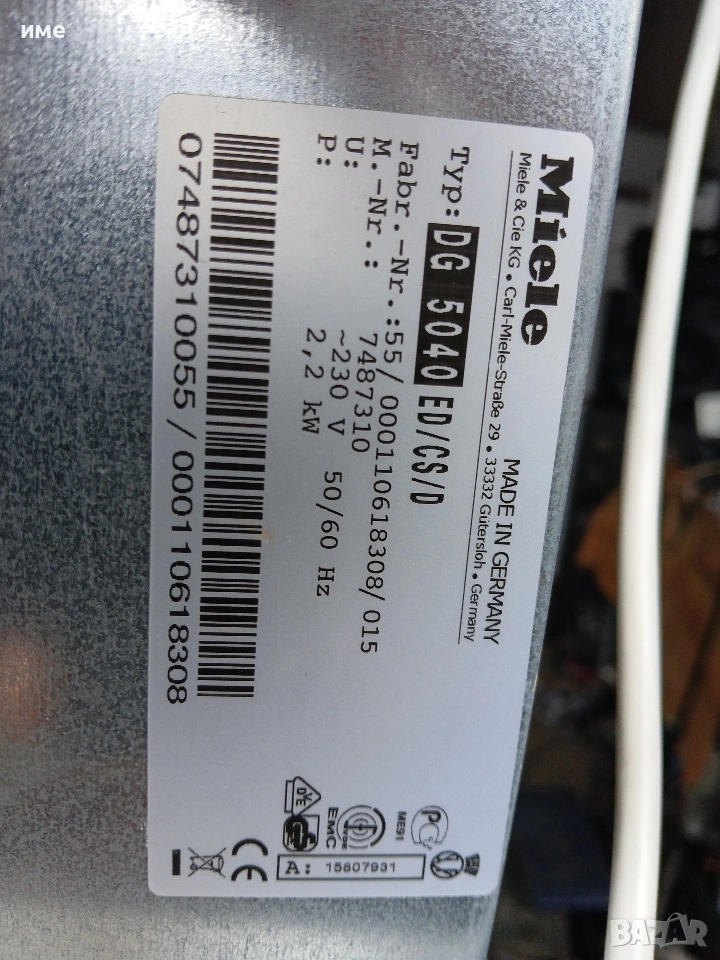 име
Miele
MADE IN GERMANY
Miele & Cie KG • Carl-Miele-Straße 29 • 33332 Gütersloh • Germany
Typ: DG 5040 ED/CS/D
Fabr.-Nr.:55/000110618308/015
M.-Nr.: 7487310
U: ~230 V 50/60 Hz
P: 2,2 kW
07487310055 / 000110618308
ME91
EMC
VDE
A: 15807931
CE
BAZAR